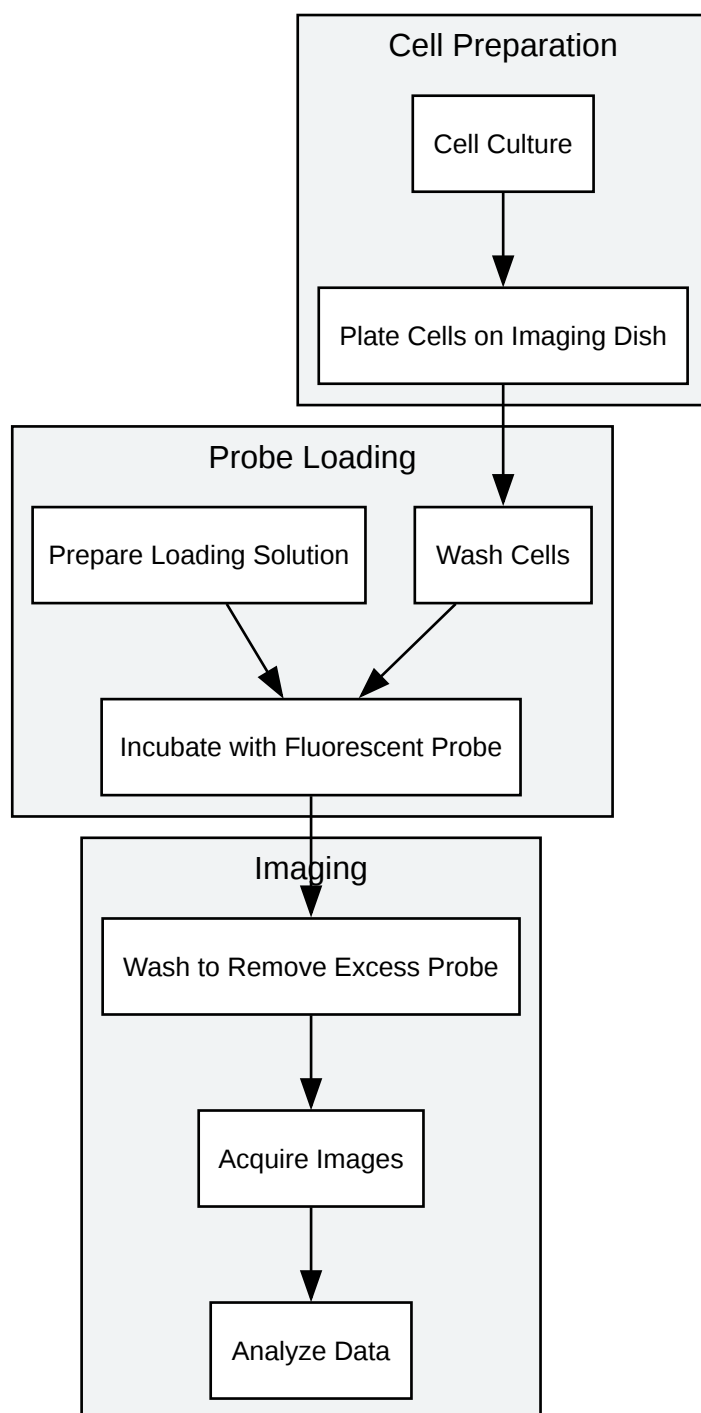 Cell Preparation
Cell Culture
Plate Cells on Imaging Dish
Probe Loading
Prepare Loading Solution
Wash Cells
Incubate with Fluorescent Probe
Imaging
Wash to Remove Excess Probe
Acquire Images
Analyze Data